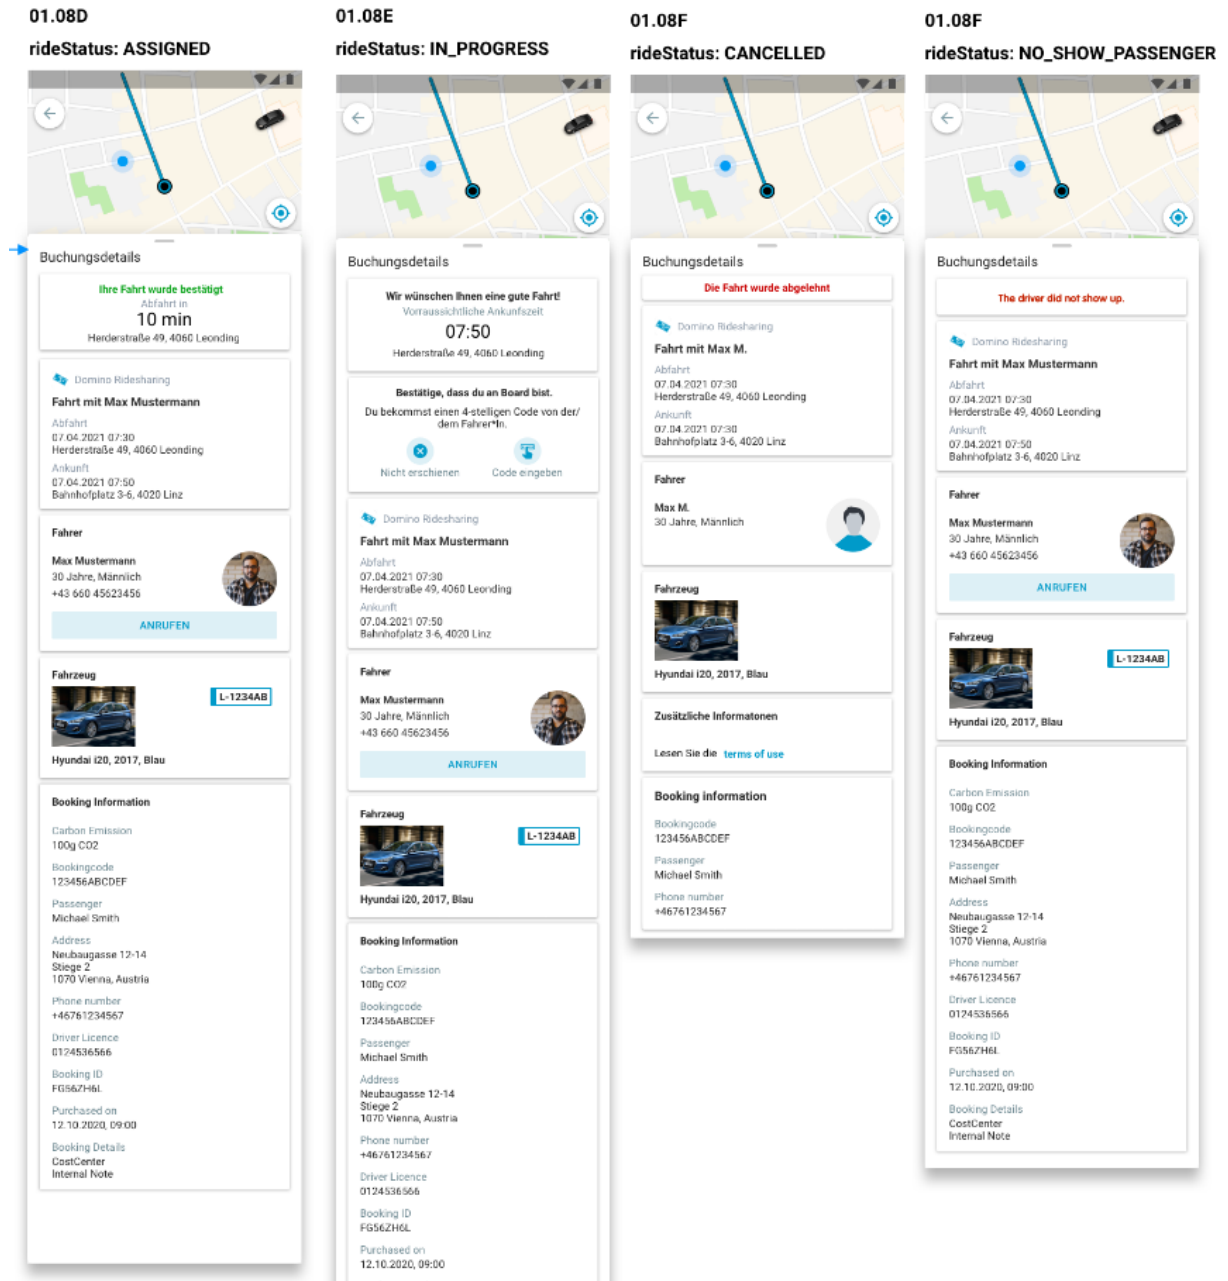 01.08D
rideStatus: ASSIGNED
Buchungsdetails
Ihre Fahrt wurde bestätigt
Abfahrt in
10 min
Herderstraße 49, 4060 Leonding
Domino Ridesharing
Fahrt mit Max Mustermann
Abfahrt
07.04.2021 07:30
Herderstraße 49, 4060 Leonding
Ankunft
07.04.2021 07:50
Bahnhofplatz 3-6, 4020 Linz
Fahrer
Max Mustermann
30 Jahre, Männlich
+43 660 45623456
ANRUFEN
Fahrzeug
L-1234AB
Hyundai i20, 2017, Blau
Booking Information
Carbon Emission
100g CO2
Bookingcode
123456ABCDEF
Passenger
Michael Smith
Address
Neubaugasse 12-14
Stiege 2
1070 Vienna, Austria
Phone number
+46761234567
Driver Licence
0124536566
Booking ID
FG56ZH6L
Purchased on
12.10.2020, 09:00
Booking Details
CostCenter
Internal Note
01.08E
rideStatus: IN_PROGRESS
Buchungsdetails
Wir wünschen Ihnen eine gute Fahrt!
Vorraussichtliche Ankunfszeit
07:50
Herderstraße 49, 4060 Leonding
Bestätige, dass du an Board bist.
Du bekommst einen 4-stelligen Code von der/
dem Fahrer*In.
Nicht erschienen
Code eingeben
Domino Ridesharing
Fahrt mit Max Mustermann
Abfahrt
07.04.2021 07:30
Herderstraße 49, 4060 Leonding
Ankunft
07.04.2021 07:50
Bahnhofplatz 3-6, 4020 Linz
Fahrer
Max Mustermann
30 Jahre, Männlich
+43 660 45623456
ANRUFEN
Fahrzeug
L-1234AB
Hyundai i20, 2017, Blau
Booking Information
Carbon Emission
100g CO2
Bookingcode
123456ABCDEF
Passenger
Michael Smith
Address
Neubaugasse 12-14
Stiege 2
1070 Vienna, Austria
Phone number
+46761234567
Driver Licence
0124536566
Booking ID
FG56ZH6L
Purchased on
12.10.2020, 09:00
01.08F
rideStatus: CANCELLED
Buchungsdetails
Die Fahrt wurde abgelehnt
Domino Ridesharing
Fahrt mit Max M.
Abfahrt
07.04.2021 07:30
Herderstraße 49, 4060 Leonding
Ankunft
07.04.2021 07:50
Bahnhofplatz 3-6, 4020 Linz
Fahrer
Max M.
30 Jahre, Männlich
Fahrzeug
Hyundai i20, 2017, Blau
Zusätzliche Informatonen
Lesen Sie die terms of use
Booking information
Bookingcode
123456ABCDEF
Passenger
Michael Smith
Phone number
+46761234567
01.08F
rideStatus: NO_SHOW_PASSENGER
Buchungsdetails
The driver did not show up.
Domino Ridesharing
Fahrt mit Max Mustermann
Abfahrt
07.04.2021 07:30
Herderstraße 49, 4060 Leonding
Ankunft
07.04.2021 07:50
Bahnhofplatz 3-6, 4020 Linz
Fahrer
Max Mustermann
30 Jahre, Männlich
+43 660 45623456
ANRUFEN
Fahrzeug
L-1234AB
Hyundai i20, 2017, Blau
Booking Information
Carbon Emission
100g CO2
Bookingcode
123456ABCDEF
Passenger
Michael Smith
Address
Neubaugasse 12-14
Stiege 2
1070 Vienna, Austria
Phone number
+46761234567
Driver Licence
0124536566
Booking ID
FG56ZH6L
Purchased on
12.10.2020, 09:00
Booking Details
CostCenter
Internal Note